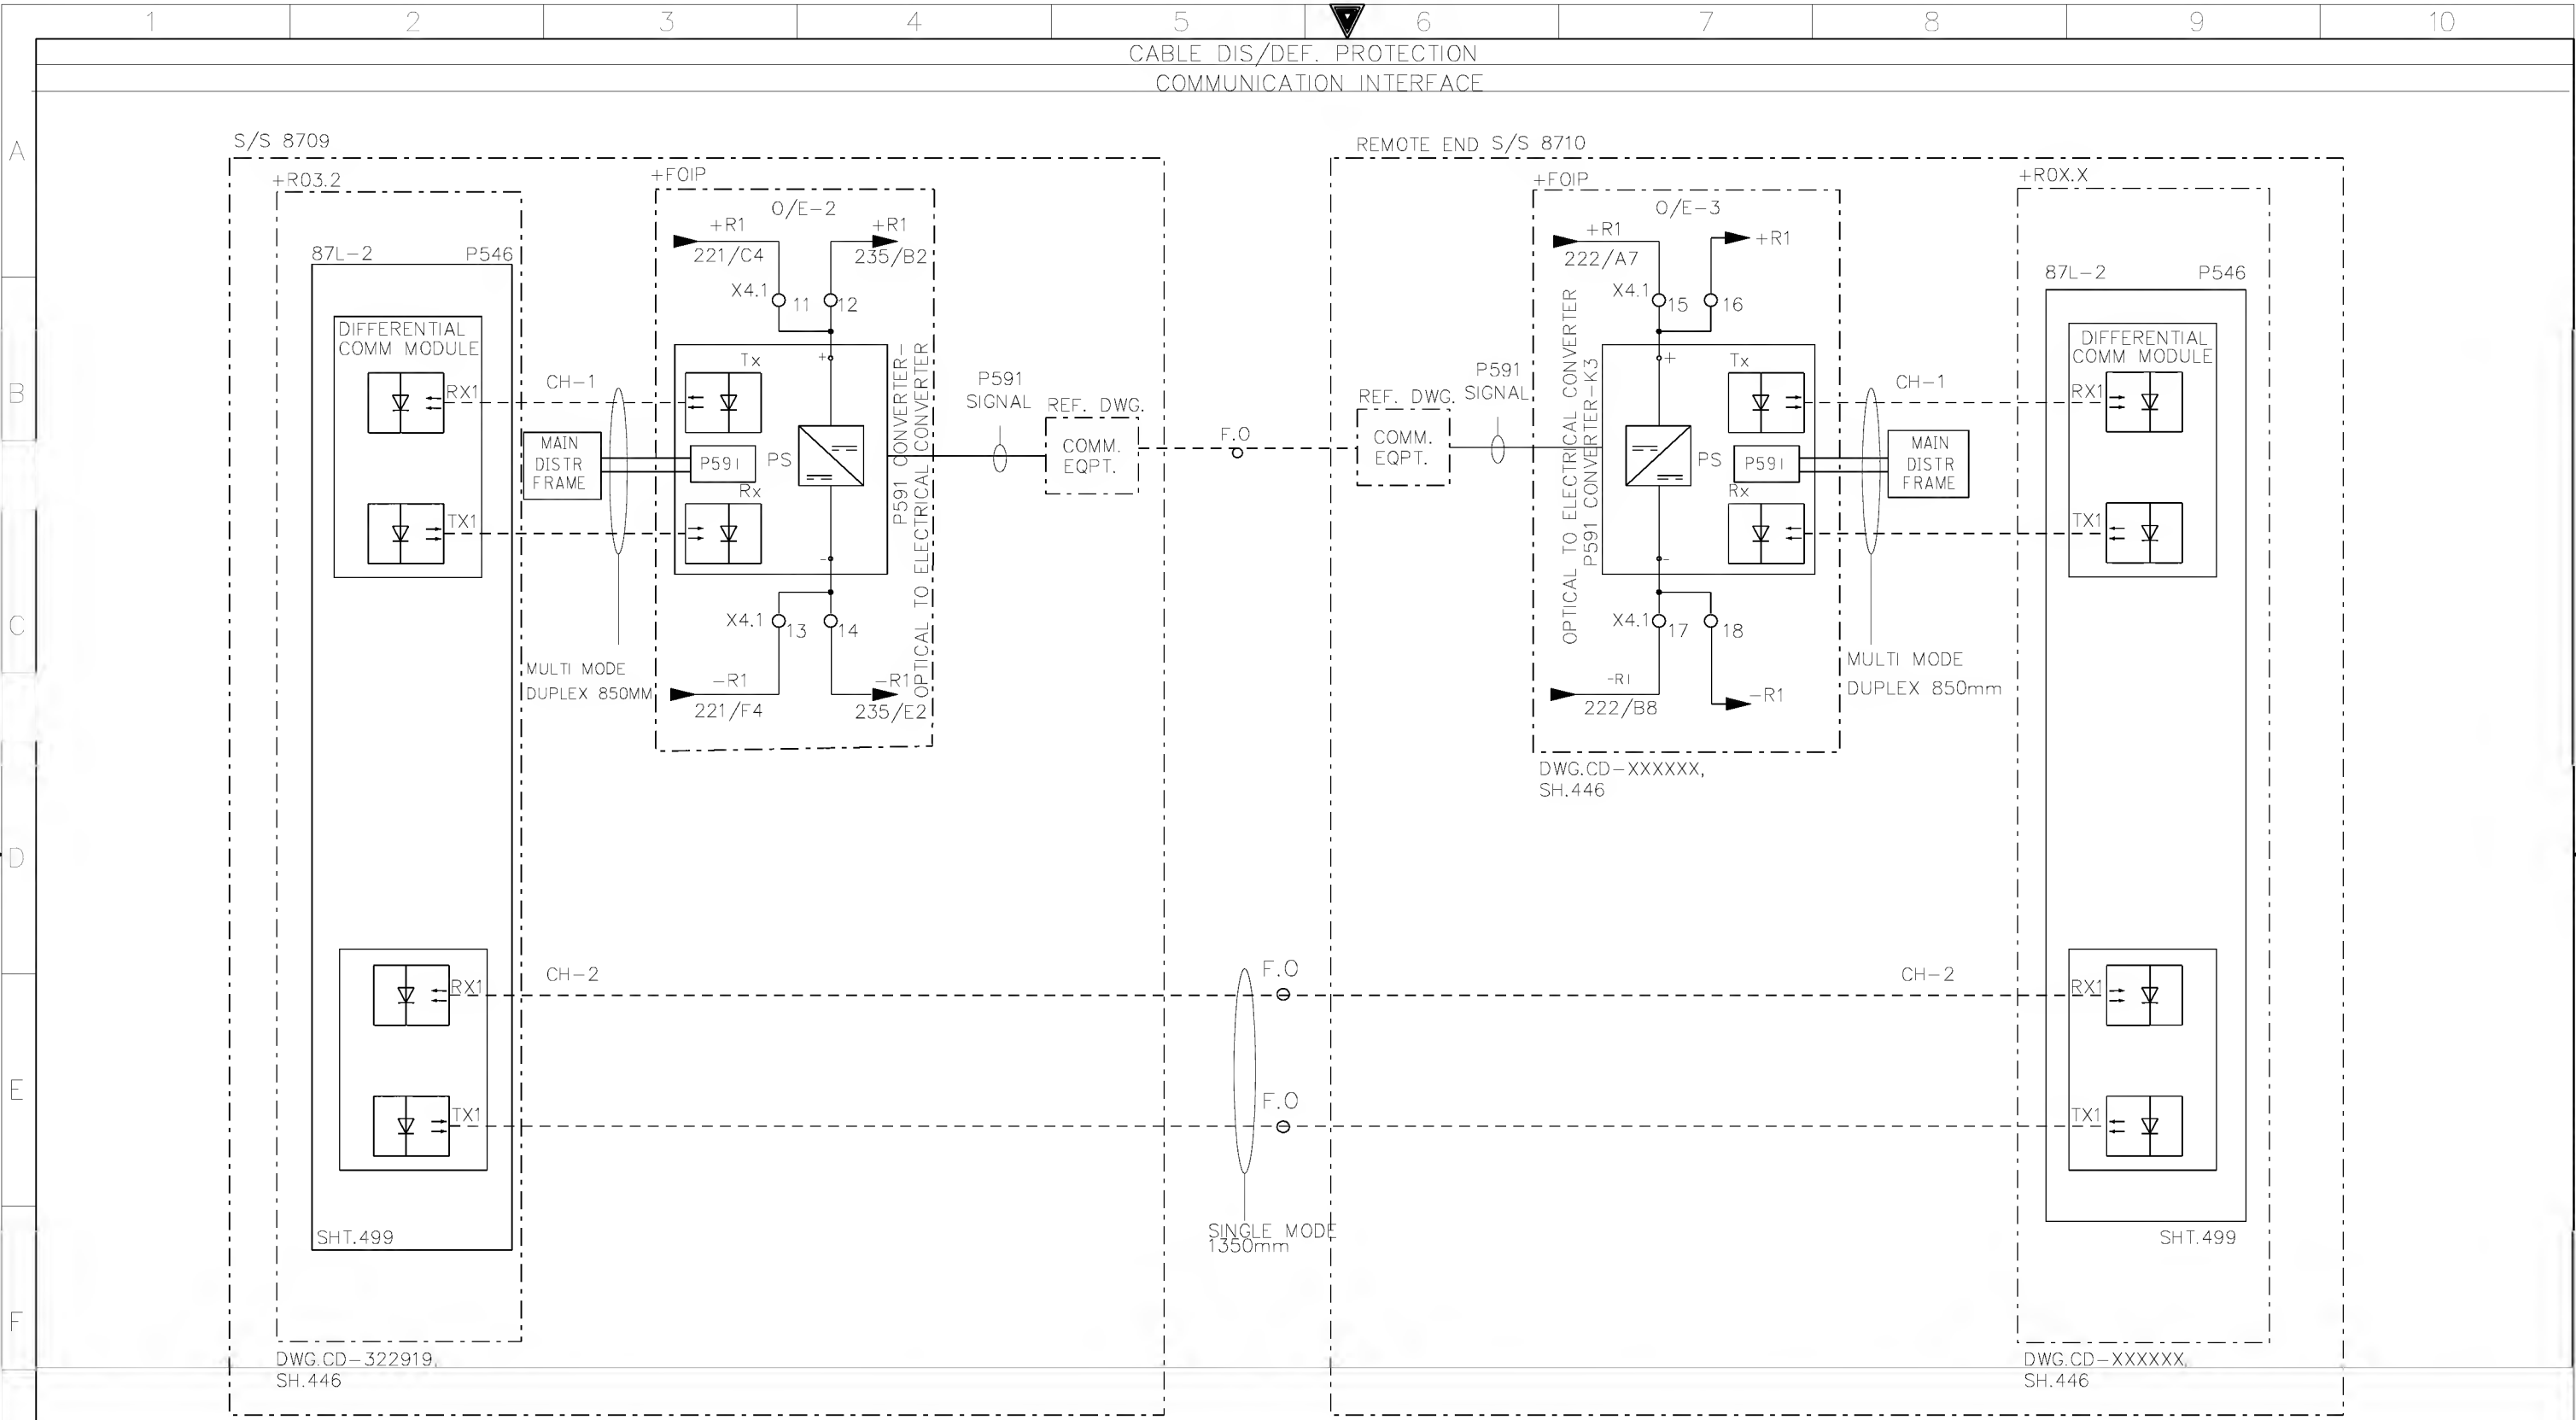 1 2 3 4 5 6 7 8 9 10
CABLE DIS/DEF. PROTECTION
COMMUNICATION INTERFACE
A
B
C
D
E
F
S/S 8709
+R03.2
87L-2 P546
DIFFERENTIAL
COMM MODULE
RX1
TX1
CH-1
MAIN
DISTR
FRAME
MULTI MODE
DUPLEX 850MM
RX1
TX1
CH-2
SHT.499
DWG.CD-322919,
SH.446
+FOIP
O/E-2
+R1
221/C4
+R1
235/B2
X4.1 11 12
Tx
+
P591
PS
Rx
-
P591 CONVERTER-
OPTICAL TO ELECTRICAL CONVERTER
X4.1 13 14
-R1
221/F4
-R1
235/E2
P591
SIGNAL
REF. DWG.
COMM.
EQPT.
F.O
F.O
F.O
SINGLE MODE
1350mm
REMOTE END S/S 8710
REF. DWG.
COMM.
EQPT.
P591
SIGNAL
+FOIP
O/E-3
+R1
222/A7
+R1
X4.1 15 16
OPTICAL TO ELECTRICAL CONVERTER
P591 CONVERTER-K3
+
Tx
PS
P591
Rx
-
X4.1 17 18
-R1
222/B8
-R1
DWG.CD-XXXXXX,
SH.446
CH-1
MAIN
DISTR
FRAME
MULTI MODE
DUPLEX 850mm
CH-2
+R0X.X
87L-2 P546
DIFFERENTIAL
COMM MODULE
RX1
TX1
RX1
TX1
SHT.499
DWG.CD-XXXXXX,
SH.446